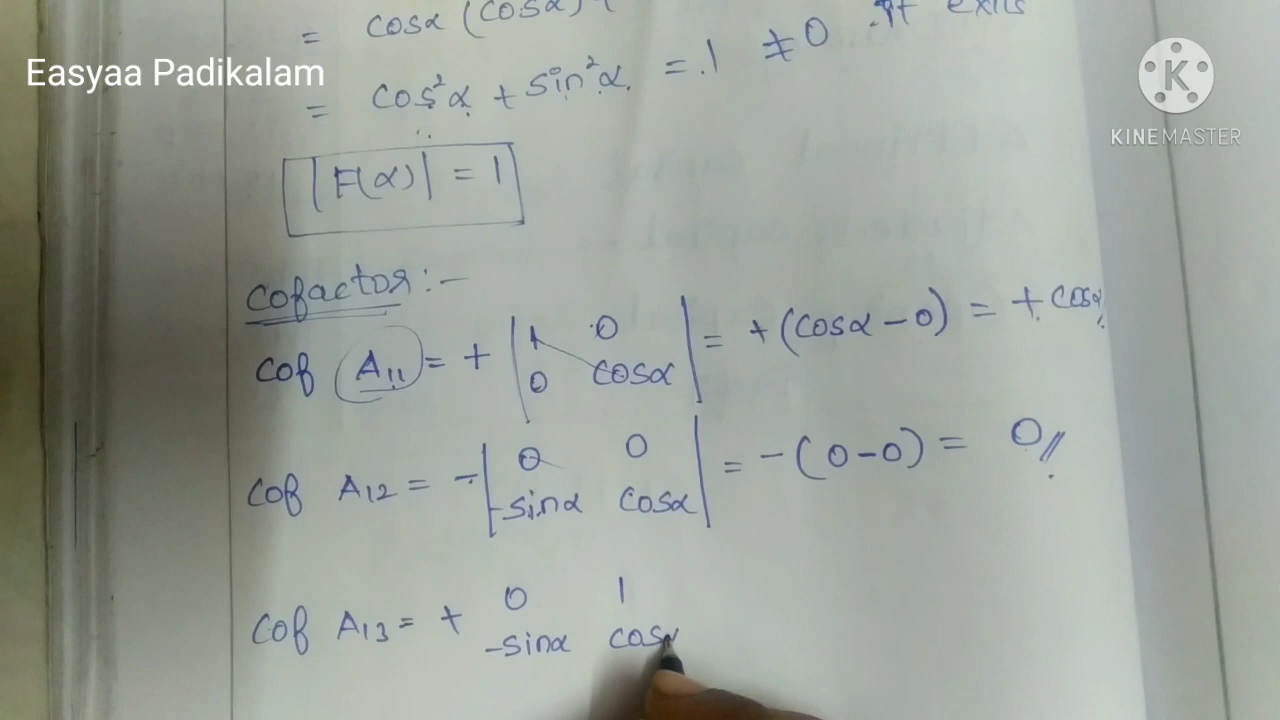 = cosα (cosα)
Easyaa Padikalam
= cos²α + sin²α = 1 ≠ 0 . It exits
KINEMASTER
|F(α)| = 1
Cofactor :-
Cof A₁₁ = + | 1 0 | = +(cosα - 0) = + cosα
0 cosα
Cof A₁₂ = - | 0 0 | = -(0-0) = 0//
-sinα cosα
Cof A₁₃ = + 0 1
-sinα cosα